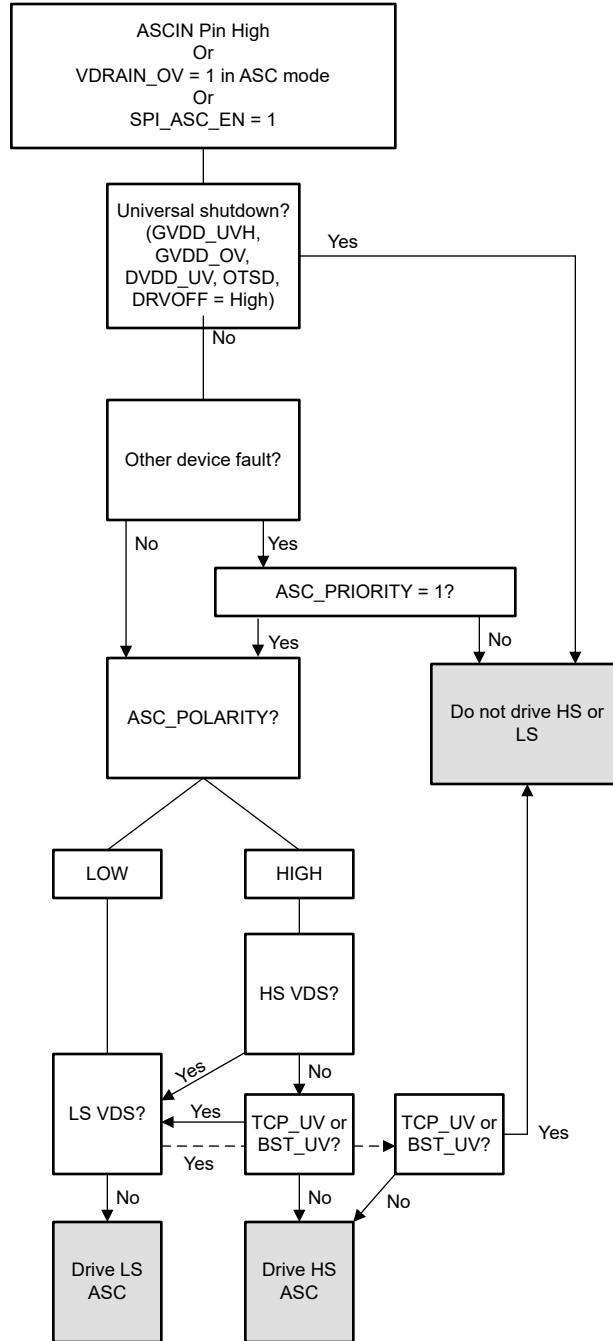 ASCIN Pin High
Or
VDRAIN_OV = 1 in ASC mode
Or
SPI_ASC_EN = 1
Universal shutdown?
(GVDD_UVH,
GVDD_OV,
DVDD_UV, OTSD,
DRVOFF = High)
Yes
No
Other device fault?
No
Yes
ASC_PRIORITY = 1?
Yes
No
ASC_POLARITY?
Do not drive HS or
LS
LOW
HIGH
HS VDS?
Yes
No
LS VDS?
Yes
TCP_UV or
BST_UV?
Yes
TCP_UV or
BST_UV?
Yes
No
No
No
Drive LS
ASC
Drive HS
ASC